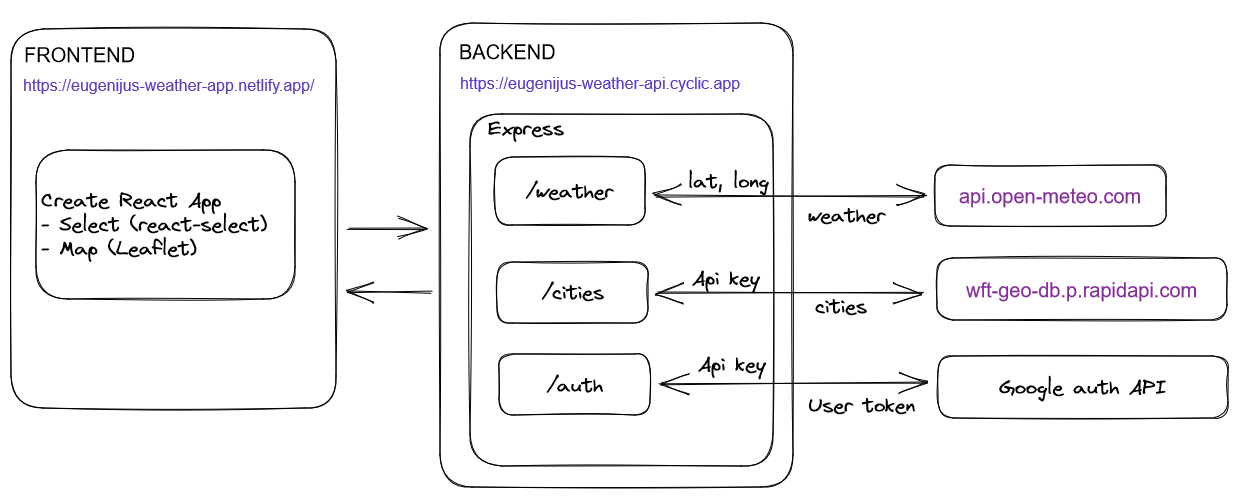 FRONTEND
https://eugenijus-weather-app.netlify.app/
Create React App
- Select (react-select)
- Map (Leaflet)
BACKEND
https://eugenijus-weather-api.cyclic.app
Express
/weather
lat, long
weather
api.open-meteo.com
/cities
Api key
cities
wft-geo-db.p.rapidapi.com
/auth
Api key
User token
Google auth API